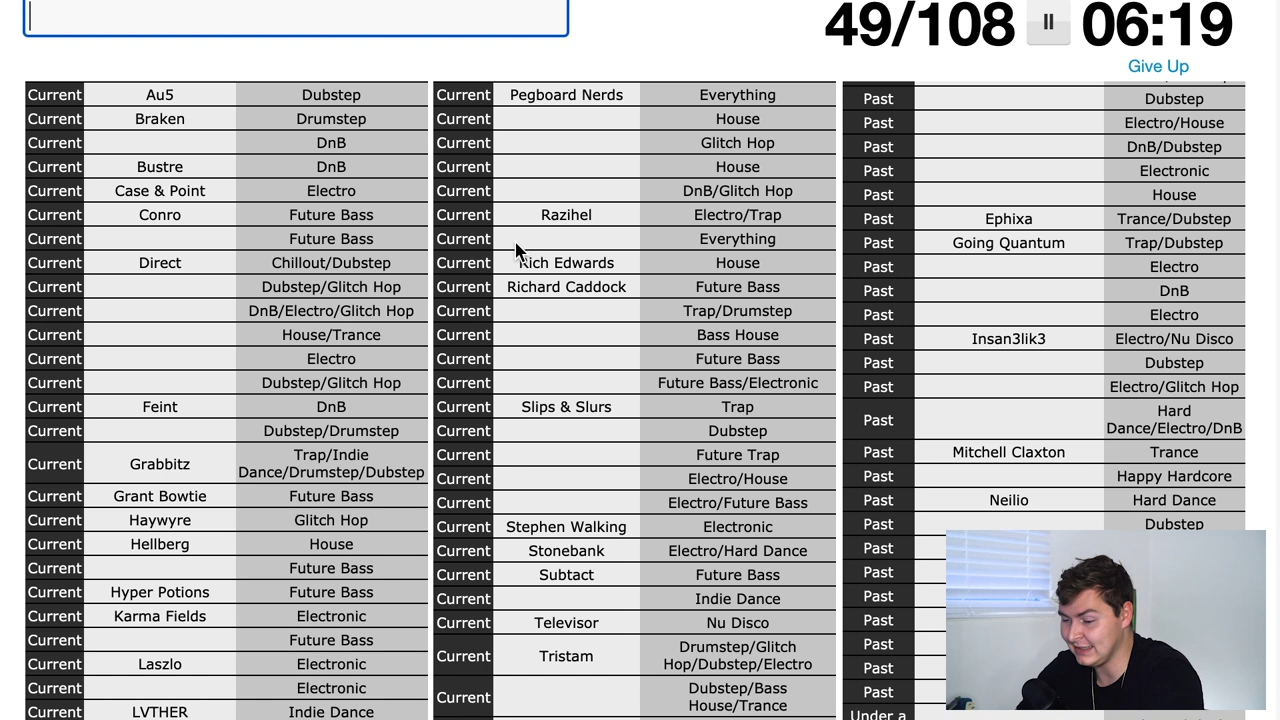 49/108 II 06:19
Give Up
Current Au5 Dubstep
Current Braken Drumstep
Current DnB
Current Bustre DnB
Current Case & Point Electro
Current Conro Future Bass
Current Future Bass
Current Direct Chillout/Dubstep
Current Dubstep/Glitch Hop
Current DnB/Electro/Glitch Hop
Current House/Trance
Current Electro
Current Dubstep/Glitch Hop
Current Feint DnB
Current Dubstep/Drumstep
Current Grabbitz Trap/Indie
Dance/Drumstep/Dubstep
Current Grant Bowtie Future Bass
Current Haywyre Glitch Hop
Current Hellberg House
Current Future Bass
Current Hyper Potions Future Bass
Current Karma Fields Electronic
Current Future Bass
Current Laszlo Electronic
Current Electronic
Current LVTHER Indie Dance
Current Pegboard Nerds Everything
Current House
Current Glitch Hop
Current House
Current DnB/Glitch Hop
Current Razihel Electro/Trap
Current Everything
Current Rich Edwards House
Current Richard Caddock Future Bass
Current Trap/Drumstep
Current Bass House
Current Future Bass
Current Future Bass/Electronic
Current Slips & Slurs Trap
Current Dubstep
Current Future Trap
Current Electro/House
Current Electro/Future Bass
Current Stephen Walking Electronic
Current Stonebank Electro/Hard Dance
Current Subtact Future Bass
Current Indie Dance
Current Televisor Nu Disco
Current Tristam Drumstep/Glitch
Hop/Dubstep/Electro
Current Dubstep/Bass
House/Trance
Past Dubstep
Past Electro/House
Past DnB/Dubstep
Past Electronic
Past House
Past Ephixa Trance/Dubstep
Past Going Quantum Trap/Dubstep
Past Electro
Past DnB
Past Electro
Past Insan3lik3 Electro/Nu Disco
Past Dubstep
Past Electro/Glitch Hop
Past Hard
Dance/Electro/DnB
Past Mitchell Claxton Trance
Past Happy Hardcore
Past Neilio Hard Dance
Past Dubstep
Past
Past
Past
Past
Past
Past
Past
Under a